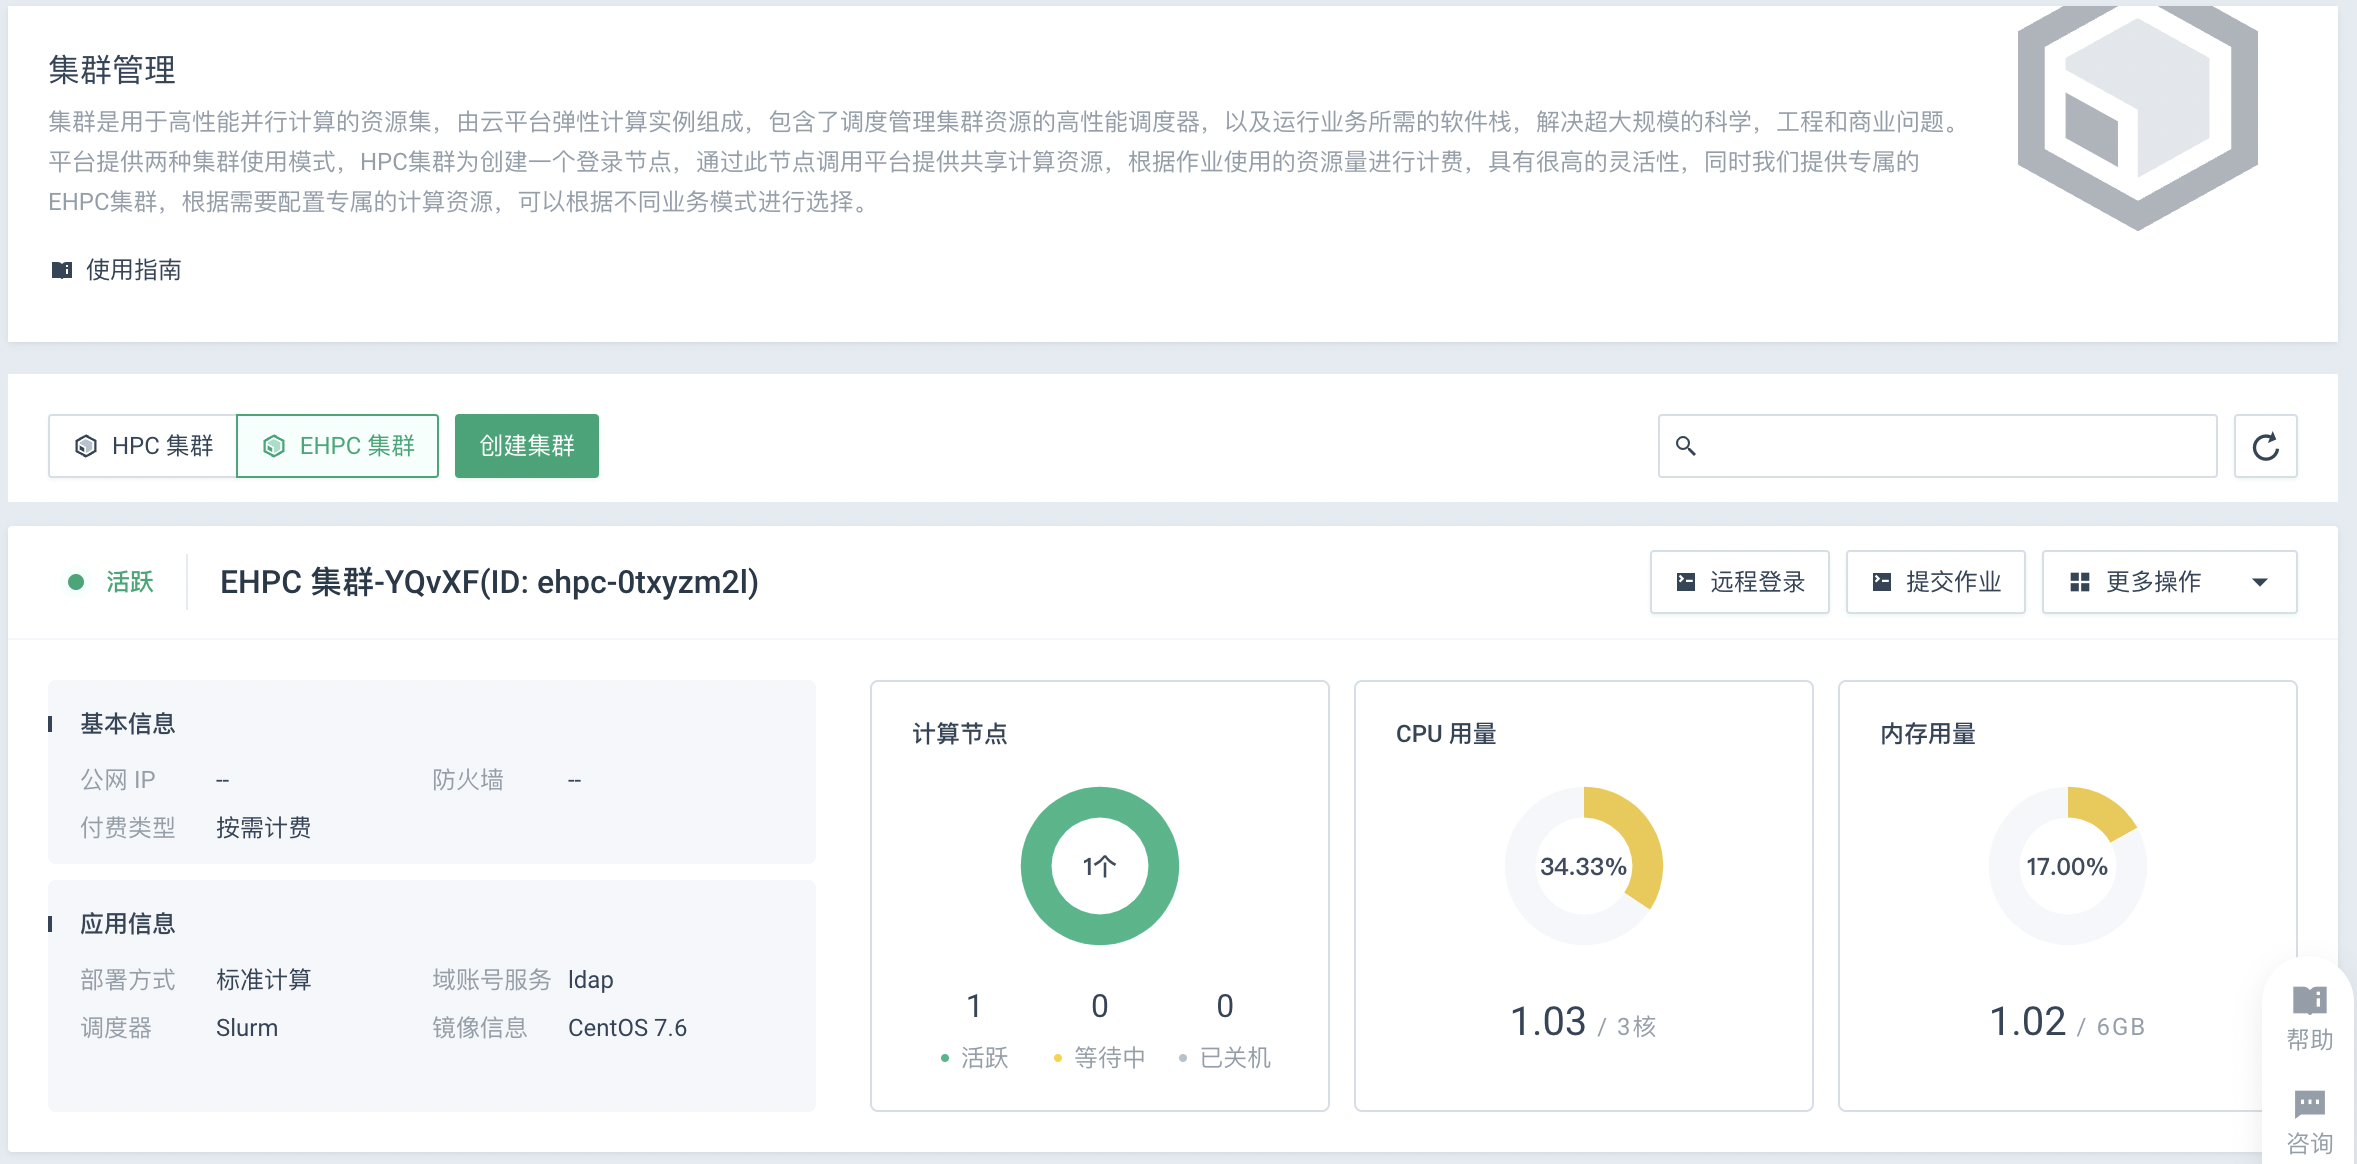 集群管理
集群是用于高性能并行计算的资源集，由云平台弹性计算实例组成，包含了调度管理集群资源的高性能调度器，以及运行业务所需的软件栈，解决超大规模的科学，工程和商业问题。
平台提供两种集群使用模式，HPC集群为创建一个登录节点，通过此节点调用平台提供共享计算资源，根据作业使用的资源量进行计费，具有很高的灵活性，同时我们提供专属的
EHPC集群，根据需要配置专属的计算资源，可以根据不同业务模式进行选择。
使用指南
HPC 集群 EHPC 集群 创建集群
活跃 EHPC 集群-YQvXF(ID: ehpc-0txyzm2l) 远程登录 提交作业 更多操作
基本信息
公网 IP -- 防火墙 --
付费类型 按需计费
应用信息
部署方式 标准计算 域账号服务 ldap
调度器 Slurm 镜像信息 CentOS 7.6
计算节点
1个
1 0 0
活跃 等待中 已关机
CPU 用量
34.33%
1.03 / 3核
内存用量
17.00%
1.02 / 6GB
帮助
咨询